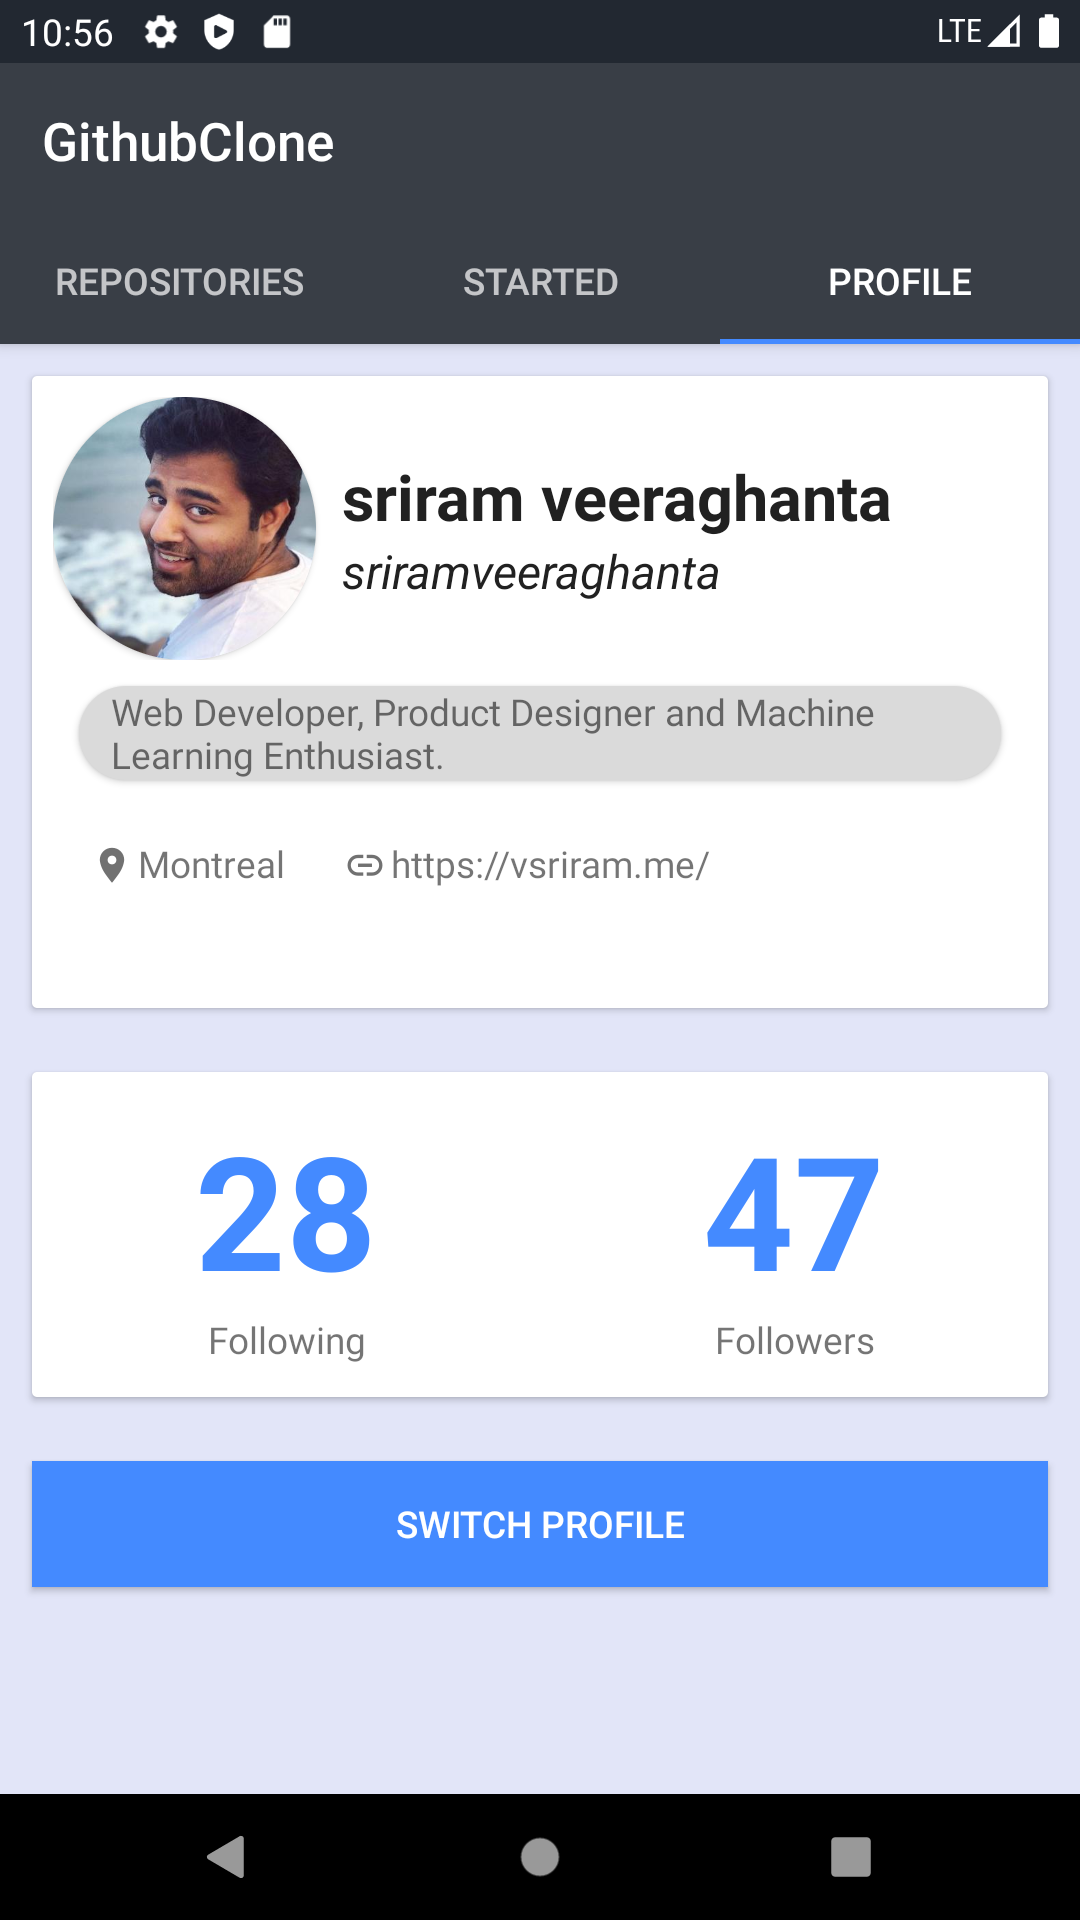 10:56 LTE
GithubClone
REPOSITORIES STARTED PROFILE
sriram veeraghanta
sriramveeraghanta
Web Developer, Product Designer and Machine
Learning Enthusiast.
Montreal https://vsriram.me/
28 47
Following Followers
SWITCH PROFILE